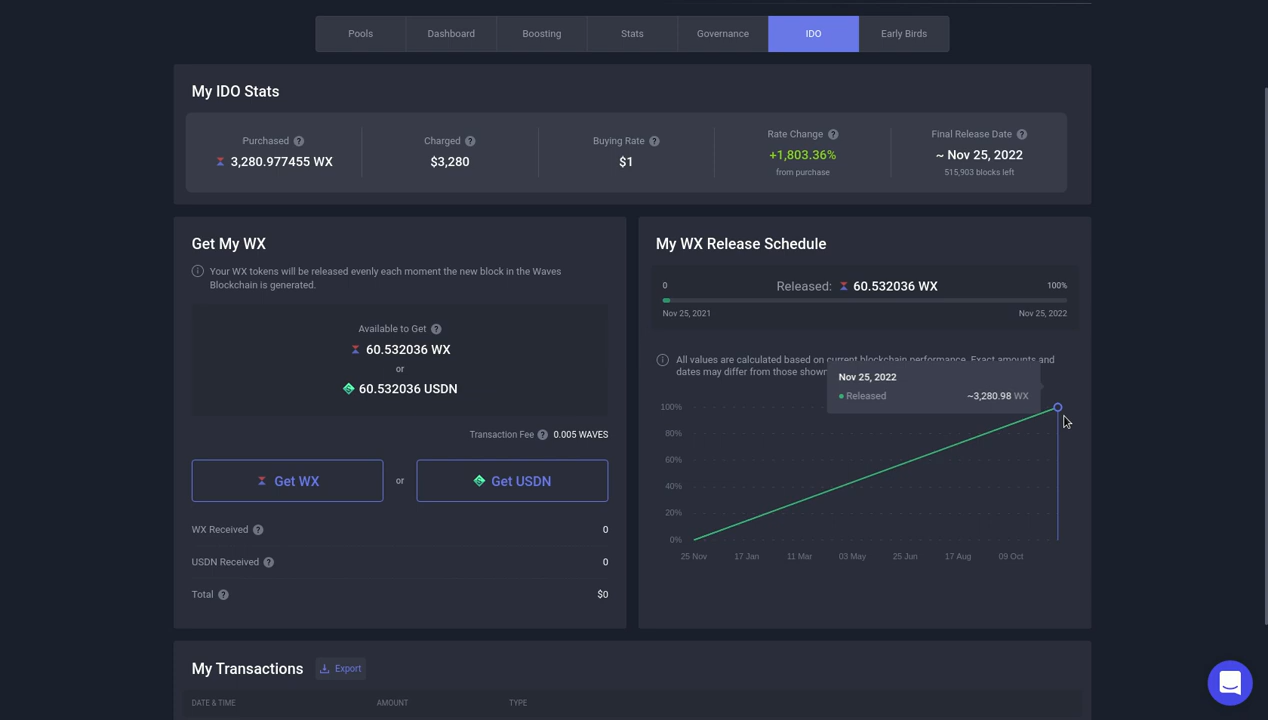 Pools Dashboard Boosting Stats Governance IDO Early Birds
My IDO Stats
Purchased ?
3,280.977455 WX
Charged ?
$3,280
Buying Rate ?
$1
Rate Change ?
+1,803.36%
from purchase
Final Release Date ?
~ Nov 25, 2022
515,903 blocks left
Get My WX
Your WX tokens will be released evenly each moment the new block in the Waves
Blockchain is generated.
Available to Get ?
60.532036 WX
or
60.532036 USDN
Transaction Fee ? 0.005 WAVES
Get WX or Get USDN
WX Received ? 0
USDN Received ? 0
Total ? $0
My WX Release Schedule
0 Released: 60.532036 WX 100%
Nov 25, 2021 Nov 25, 2022
All values are calculated based on current blockchain performance. Exact amounts and
dates may differ from those shown
Nov 25, 2022
Released ~3,280.98 WX
100%
80%
60%
40%
20%
0%
25 Nov 17 Jan 11 Mar 03 May 25 Jun 17 Aug 09 Oct
My Transactions Export
DATE & TIME AMOUNT TYPE